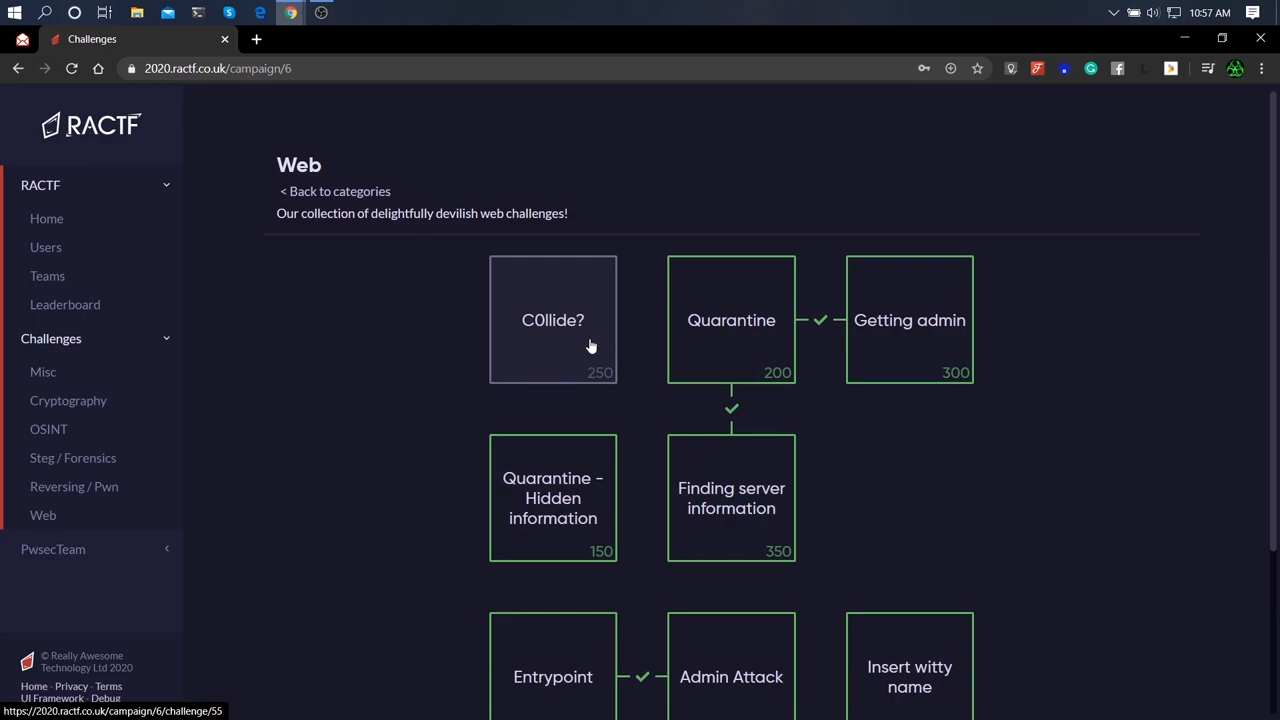 10:57 AM
Challenges
2020.ractf.co.uk/campaign/6
RACTF
RACTF
Home
Users
Teams
Leaderboard
Challenges
Misc
Cryptography
OSINT
Steg / Forensics
Reversing / Pwn
Web
PwsecTeam
© Really Awesome
Technology Ltd 2020
Home - Privacy - Terms
UI Framework - Debug
https://2020.ractf.co.uk/campaign/6/challenge/55
Web
< Back to categories
Our collection of delightfully devilish web challenges!
C0llide?
250
Quarantine
200
Getting admin
300
Quarantine -
Hidden
information
150
Finding server
information
350
Entrypoint
Admin Attack
Insert witty
name